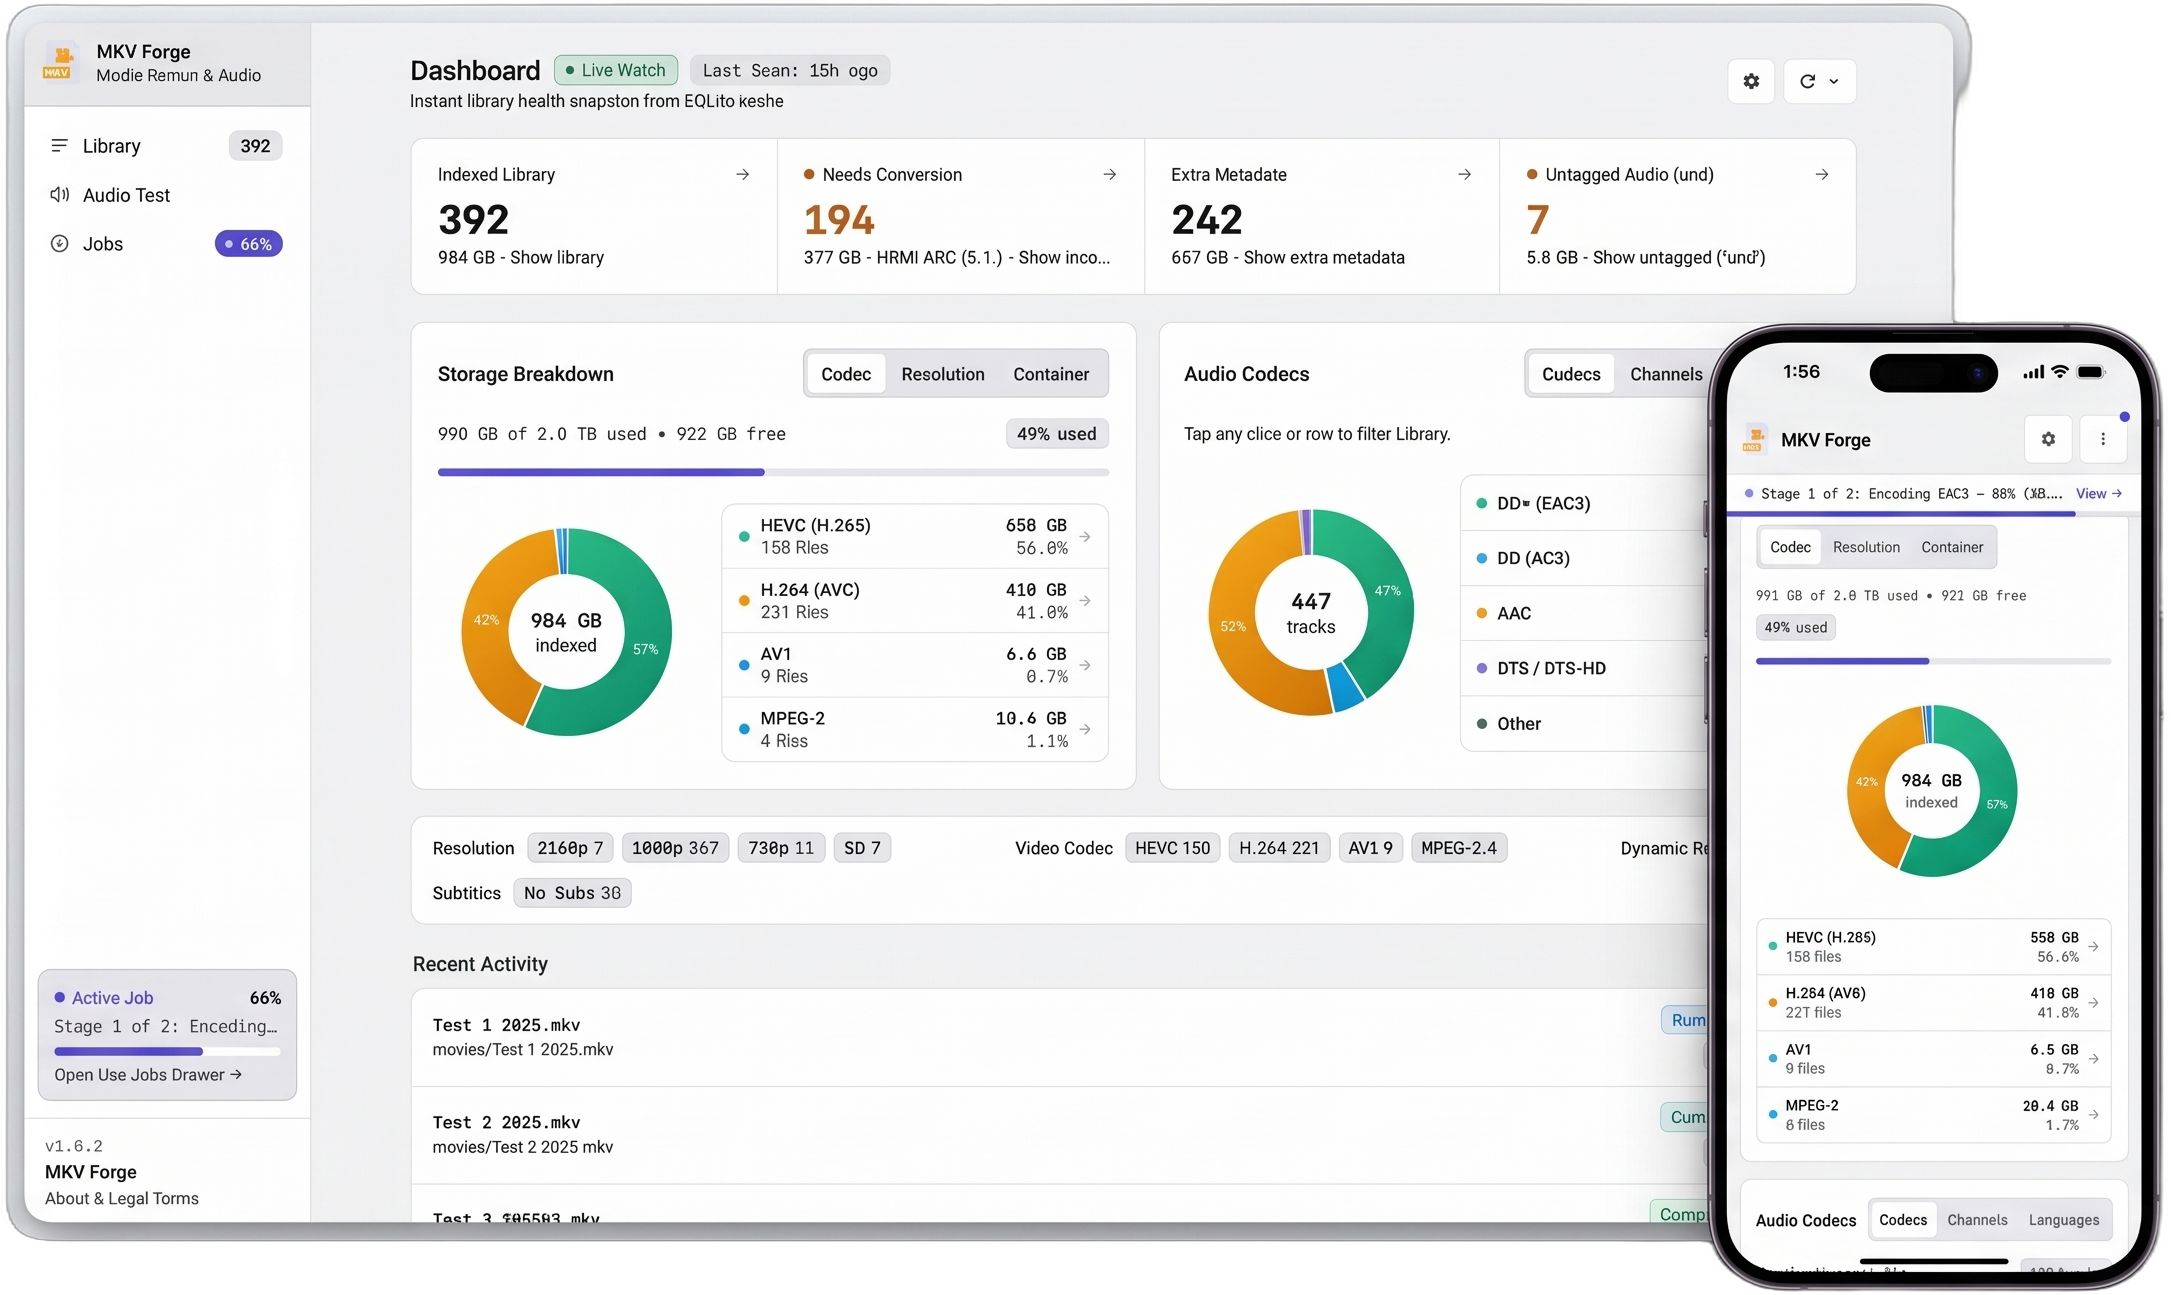 MKV Forge
Modie Remun & Audio
Library 392
Audio Test
Jobs 66%
Active Job 66%
Stage 1 of 2: Enceding…
Open Use Jobs Drawer →
v1.6.2
MKV Forge
About & Legal Torms
Dashboard Live Watch Last Sean: 15h ogo
Instant library health snapston from EQLito keshe
Indexed Library →
392
984 GB - Show library
Needs Conversion →
194
377 GB - HRMI ARC (5.1.) - Show inco...
Extra Metadate →
242
667 GB - Show extra metadata
Untagged Audio (und) →
7
5.8 GB - Show untagged (‘und’)
Storage Breakdown Codec Resolution Container
990 GB of 2.0 TB used • 922 GB free 49% used
42%
984 GB
indexed
57%
HEVC (H.265) 658 GB →
158 Rles 56.0%
H.264 (AVC) 410 GB →
231 Ries 41.0%
AV1 6.6 GB →
9 Ries 0.7%
MPEG-2 10.6 GB →
4 Riss 1.1%
Audio Codecs Cudecs Channels
Tap any clice or row to filter Library.
47%
52%
447
tracks
(EAC3)
DD (AC3)
AAC
DTS / DTS-HD
Other
Resolution 2160p 7 1000p 367 730p 11 SD 7
Video Codec HEVC 150 H.264 221 AV1 9 MPEG-2.4
Dynamic Re
Subtitics No Subs 38
Recent Activity
Test 1 2025.mkv
movies/Test 1 2025.mkv
Rum
Test 2 2025.mkv
movies/Test 2 2025 mkv
Cum
Test 3 mkv
Comp
1:56
MKV Forge
Stage 1 of 2: Encoding EAC3 – 88% View →
Codec Resolution Container
991 GB of 2.0 TB used • 921 GB free
49% used
42%
984 GB
indexed
57%
HEVC (H.285) 558 GB →
158 files 56.6%
H.284 (AV6) 418 GB →
22T files 41.8%
AV1 6.5 GB →
9 files 8.7%
MPEG-2 20.4 GB →
6 files 1.7%
Audio Codecs Codecs Channels Languages